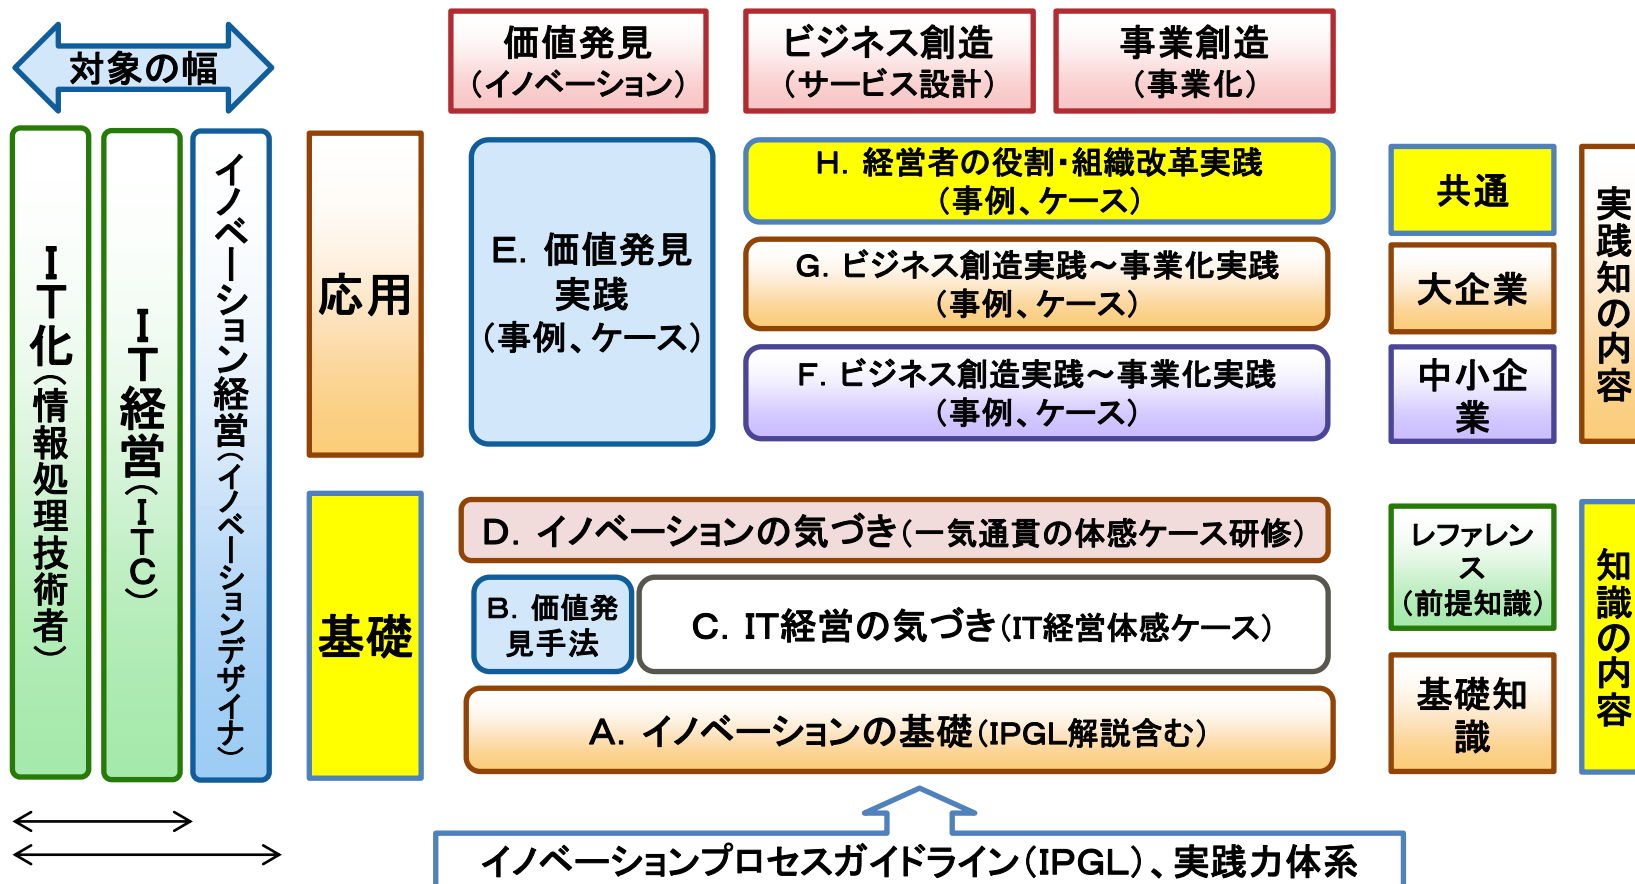 対象の幅
価値発見
（イノベーション）
ビジネス創造
（サービス設計）
事業創造
（事業化）
IT化（情報処理技術者）
IT経営（ITC）
イノベーション経営（イノベーションデザイナ）
応用
E．価値発見
実践
（事例、ケース）
H．経営者の役割・組織改革実践
（事例、ケース）
G．ビジネス創造実践～事業化実践
（事例、ケース）
F．ビジネス創造実践～事業化実践
（事例、ケース）
共通
大企業
中小企
業
実践知の内容
基礎
D．イノベーションの気づき（一気通貫の体感ケース研修）
B．価値発
見手法
C．IT経営の気づき（IT経営体感ケース）
A．イノベーションの基礎（IPGL解説含む）
レファレン
ス
（前提知識）
基礎知
識
知識の内容
イノベーションプロセスガイドライン（IPGL）、実践力体系